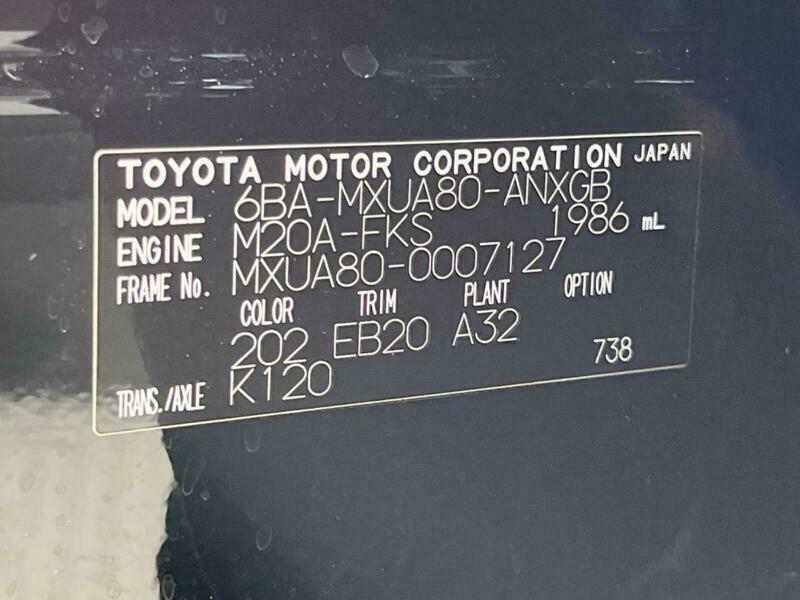 TOYOTA MOTOR CORPORATION JAPAN
MODEL 6BA-MXUA80-ANXGB
ENGINE M20A-FKS 1986 mL
FRAME No. MXUA80-0007127
COLOR TRIM PLANT OPTION
202 EB20 A32
TRANS./AXLE K120 738